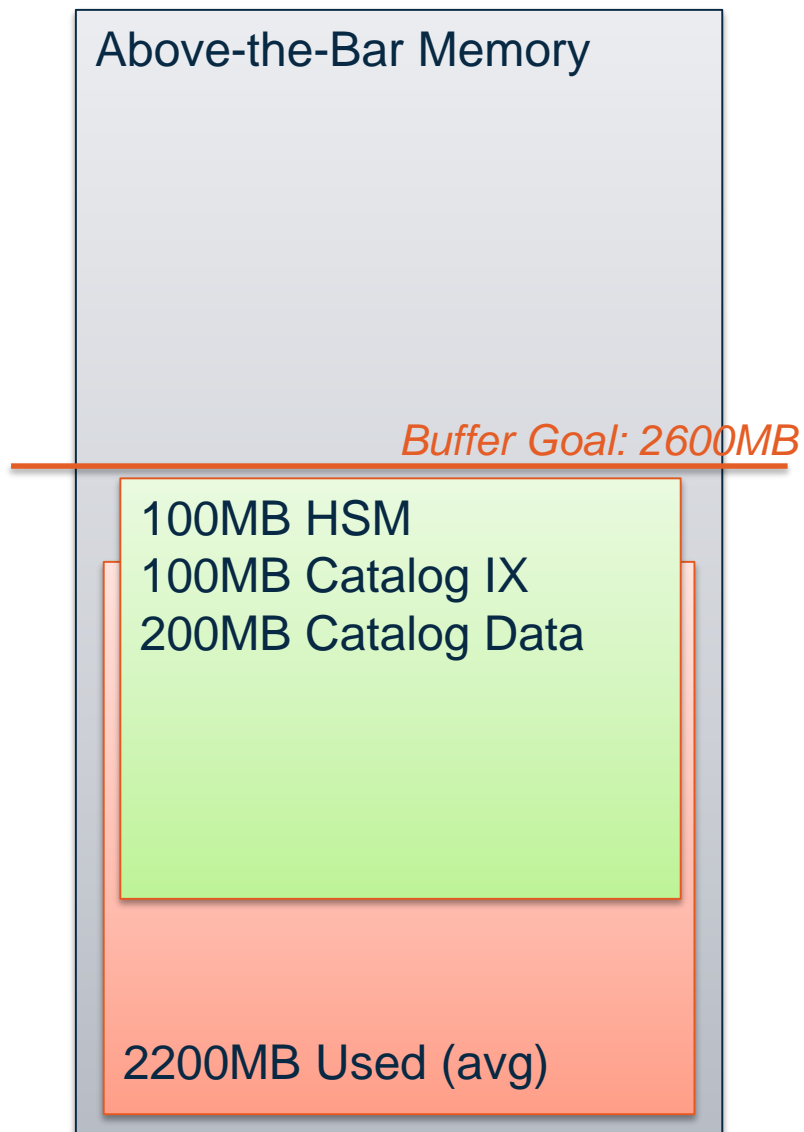 Above-the-Bar Memory
Buffer Goal: 2600MB
100MB HSM
100MB Catalog IX
200MB Catalog Data
2200MB Used (avg)